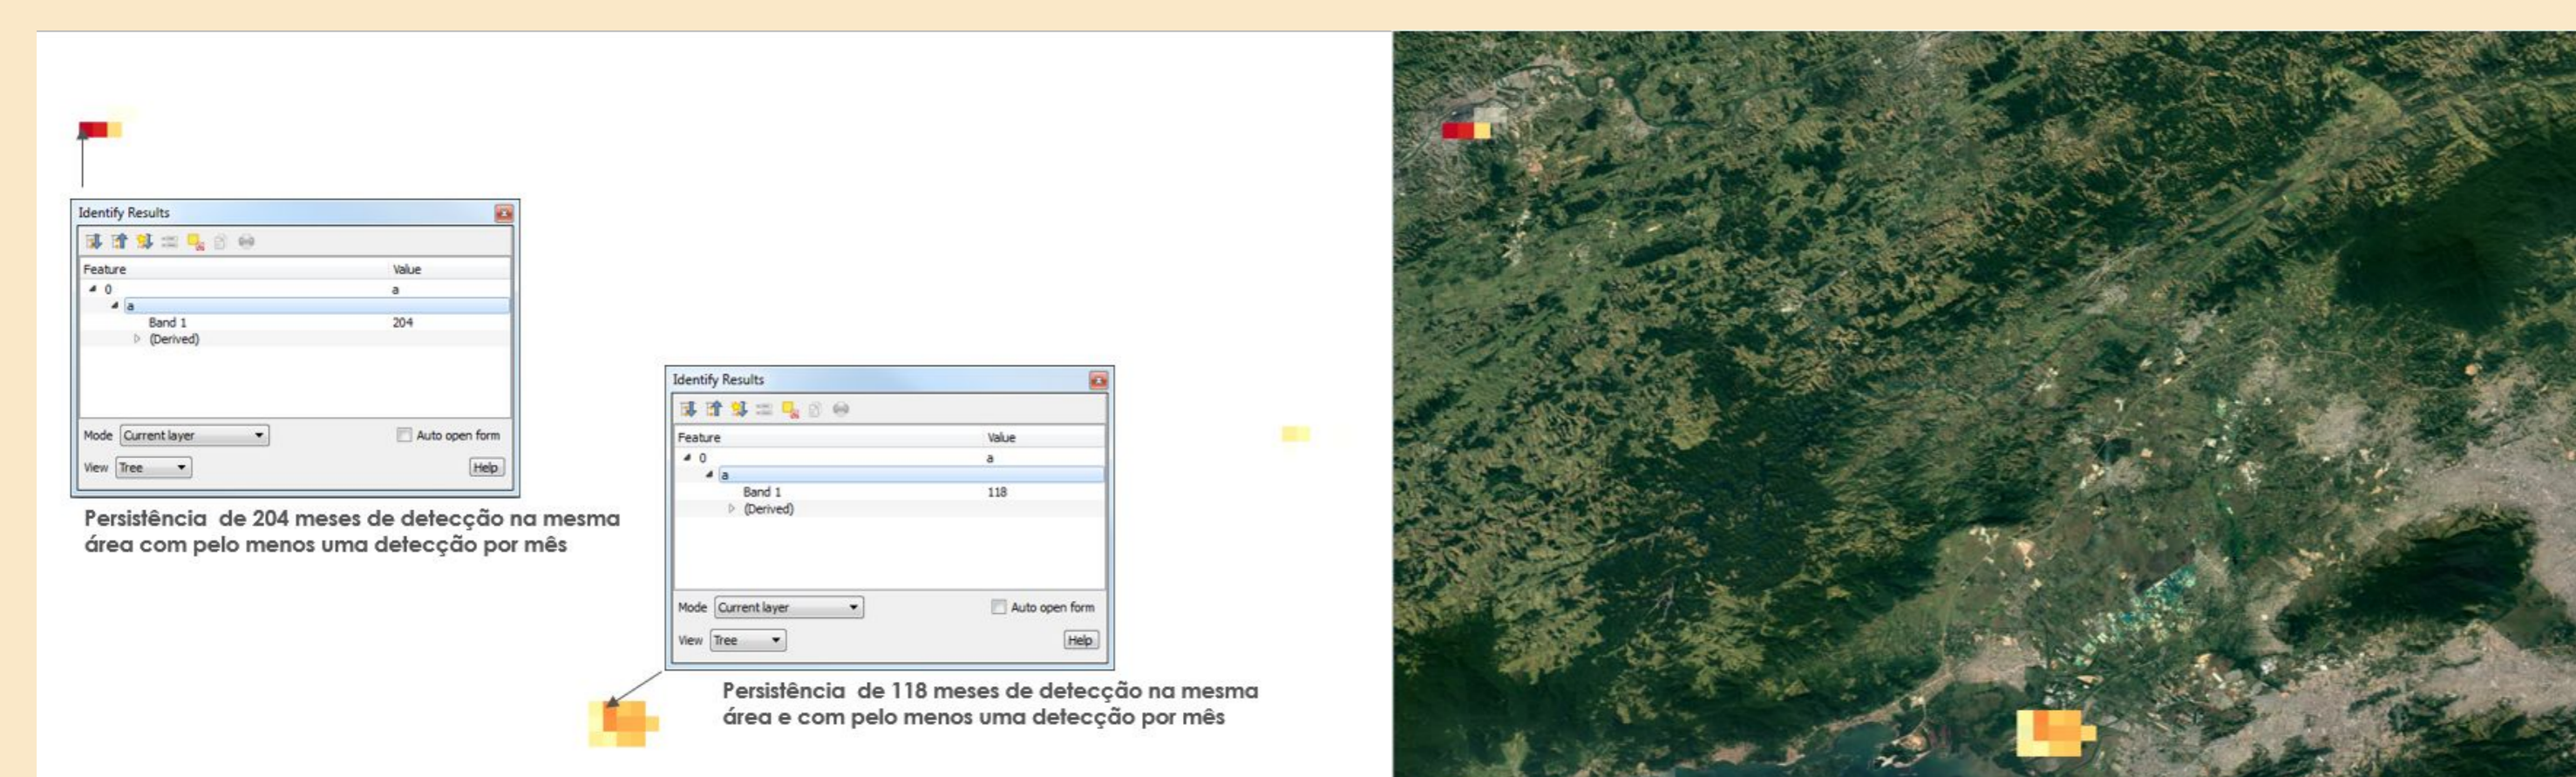 Identify Results
Feature Value
0 a
a
Band 1 204
(Derived)
Mode Current layer Auto open form
View Tree Help
Persistência de 204 meses de detecção na mesma
área com pelo menos uma detecção por mês
Identify Results
Feature Value
0 a
a
Band 1 118
(Derived)
Mode Current layer Auto open form
View Tree Help
Persistência de 118 meses de detecção na mesma
área e com pelo menos uma detecção por mês